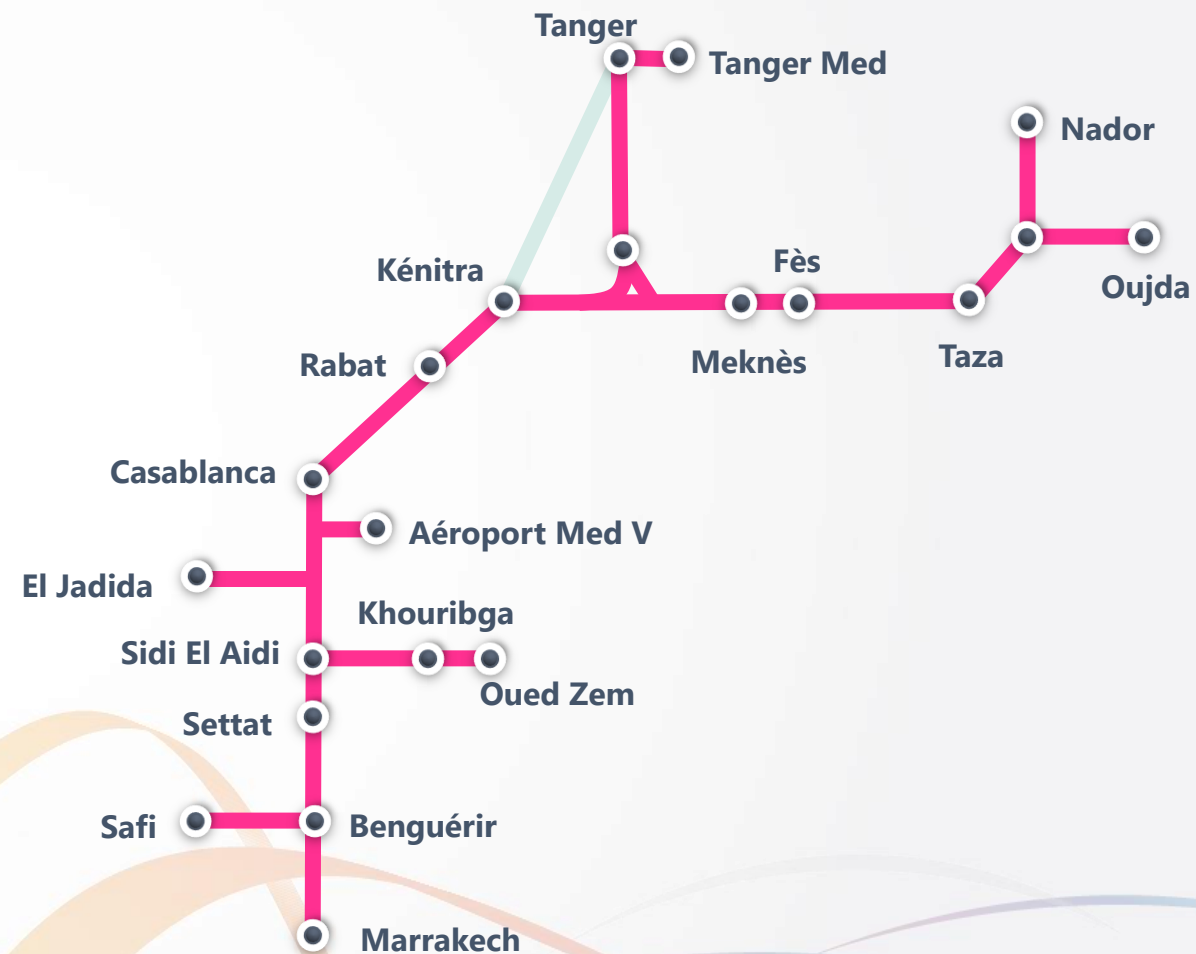 Tanger
Tanger Med
Nador
Fès
Kénitra
Oujda
Meknès
Taza
Rabat
Casablanca
Aéroport Med V
El Jadida
Khouribga
Sidi El Aidi
Oued Zem
Settat
Safi
Benguérir
Marrakech